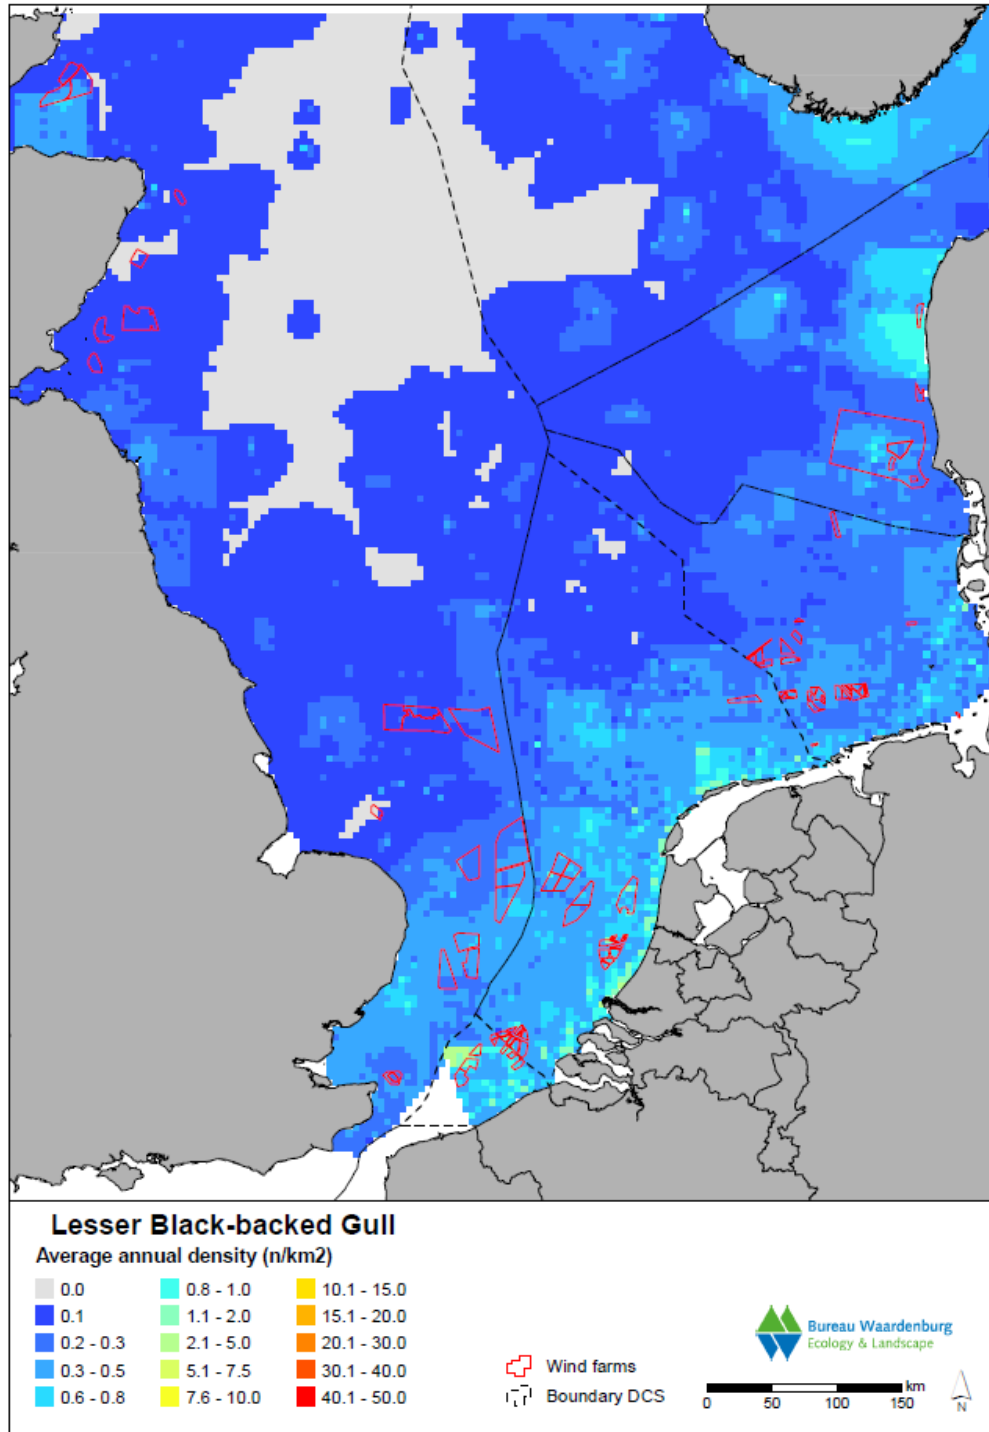 Lesser Black-backed Gull
Average annual density (n/km2)
0.0
0.1
0.2 - 0.3
0.3 - 0.5
0.6 - 0.8
0.8 - 1.0
1.1 - 2.0
2.1 - 5.0
5.1 - 7.5
7.6 - 10.0
10.1 - 15.0
15.1 - 20.0
20.1 - 30.0
30.1 - 40.0
40.1 - 50.0
Wind farms
Boundary DCS
Bureau Waardenburg
Ecology & Landscape
km
0 50 100 150
N